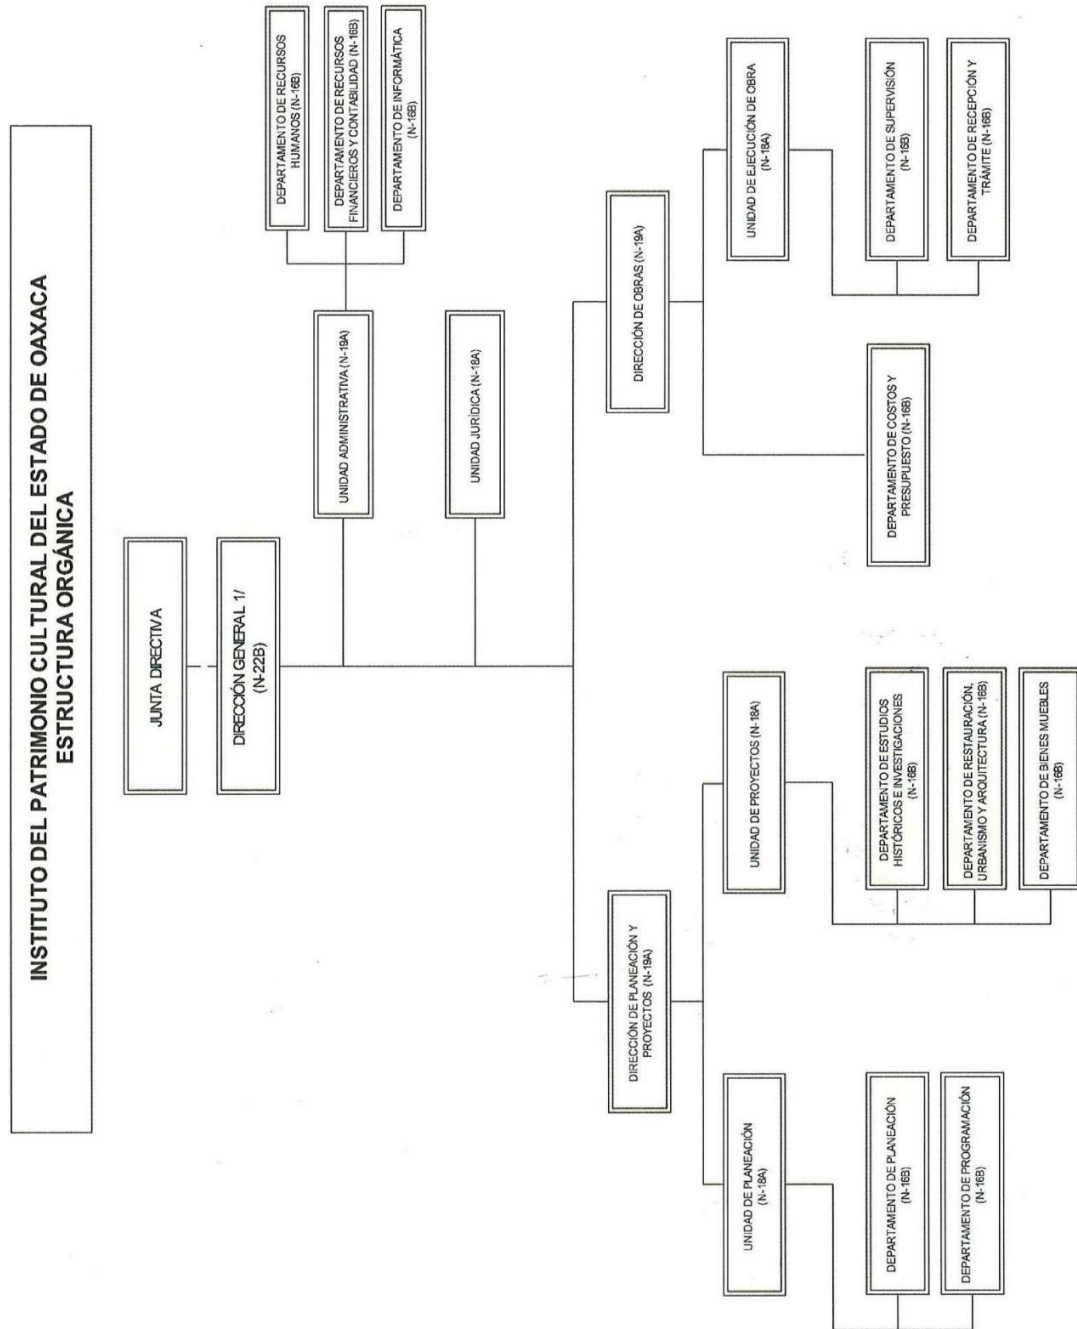 INSTITUTO DEL PATRIMONIO CULTURAL DEL ESTADO DE OAXACA
ESTRUCTURA ORGÁNICA
JUNTA DIRECTIVA
DIRECCIÓN GENERAL 1/
(N-22B)
UNIDAD ADMINISTRATIVA (N-19A)
DEPARTAMENTO DE RECURSOS
HUMANOS (N-16B)
DEPARTAMENTO DE RECURSOS
FINANCIEROS Y CONTABILIDAD (N-16B)
DEPARTAMENTO DE INFORMÁTICA
(N-16B)
UNIDAD JURÍDICA (N-18A)
DIRECCIÓN DE PLANEACIÓN Y
PROYECTOS (N-19A)
UNIDAD DE PLANEACIÓN
(N-18A)
DEPARTAMENTO DE PLANEACIÓN
(N-16B)
DEPARTAMENTO DE PROGRAMACIÓN
(N-16B)
UNIDAD DE PROYECTOS (N-18A)
DEPARTAMENTO DE ESTUDIOS
HISTÓRICOS E INVESTIGACIONES
(N-16B)
DEPARTAMENTO DE RESTAURACIÓN,
URBANISMO Y ARQUITECTURA (N-16B)
DEPARTAMENTO DE BIENES MUEBLES
(N-16B)
DIRECCIÓN DE OBRAS (N-19A)
DEPARTAMENTO DE COSTOS Y
PRESUPUESTO (N-16B)
UNIDAD DE EJECUCIÓN DE OBRA
(N-18A)
DEPARTAMENTO DE SUPERVISIÓN
(N-16B)
DEPARTAMENTO DE RECEPCIÓN Y
TRÁMITE (N-16B)